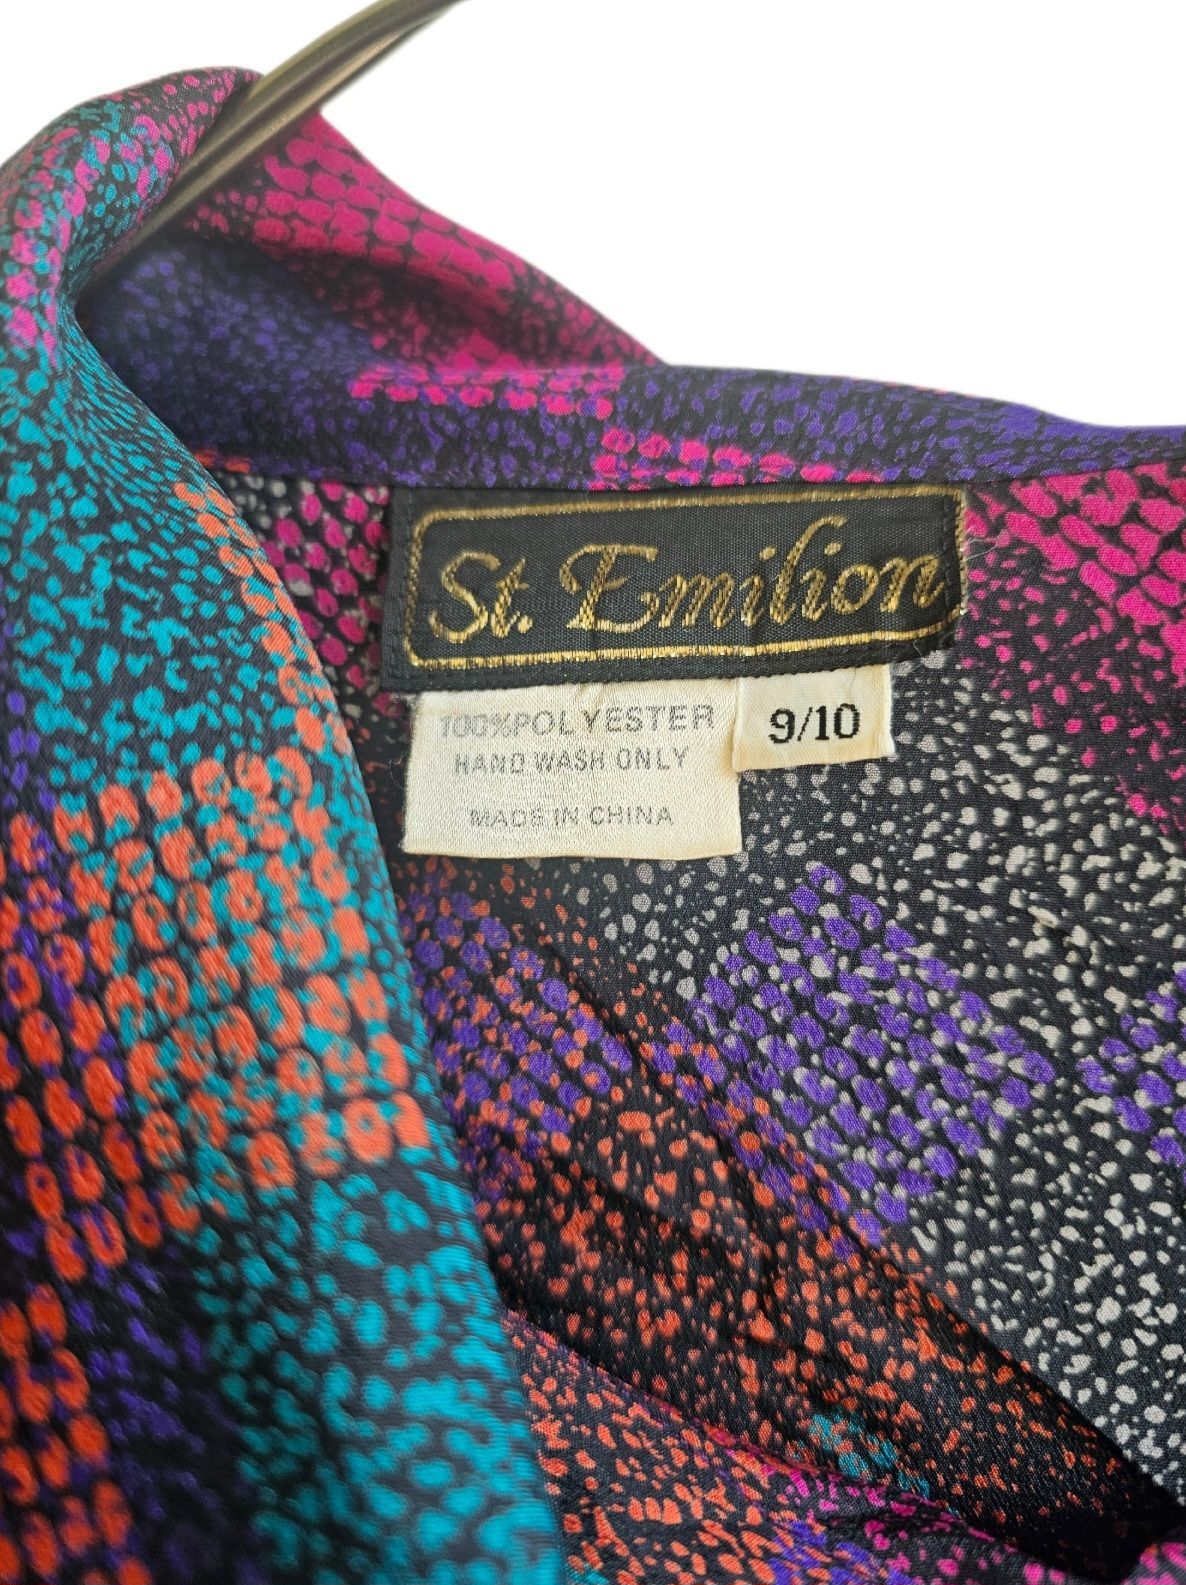 St. Emilion
100%POLYESTER
HAND WASH ONLY
MADE IN CHINA
9/10